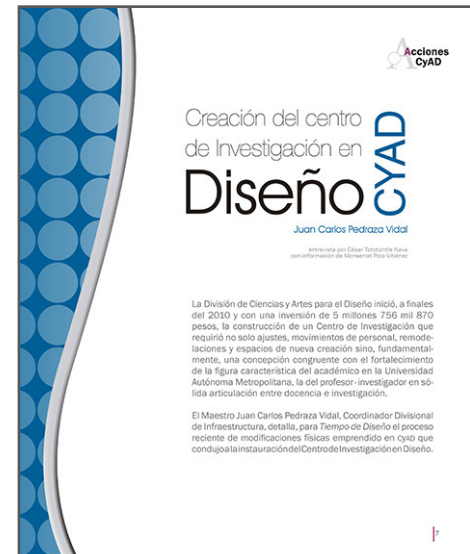 Acciones
CyAD
Creación del centro
de Investigación en
Diseño
CYAD
Juan Carlos Pedraza Vidal
entrevista por César Totolzintle Nava
con información de Monserrat Polo
La División de Ciencias y Artes para el Diseño inició, a finales
del 2010 y con una inversión de 5 millones 756 mil 870
pesos, la construcción de un Centro de Investigación que
requirió no solo ajustes, movimientos de personal, remode-
laciones y espacios de nueva creación sino, fundamental-
mente, una concepción congruente con el fortalecimiento
de la figura característica del académico en la Universidad
Autónoma Metropolitana, la del profesor-investigador en só-
lida articulación entre docencia e investigación.
El Maestro Juan Carlos Pedraza Vidal, Coordinador Divisional
de Infraestructura, detalla, para Tiempo de Diseño el proceso
reciente de modificaciones físicas emprendido en CyAD que
condujo a la instauración del Centro de Investigación en Diseño.
7